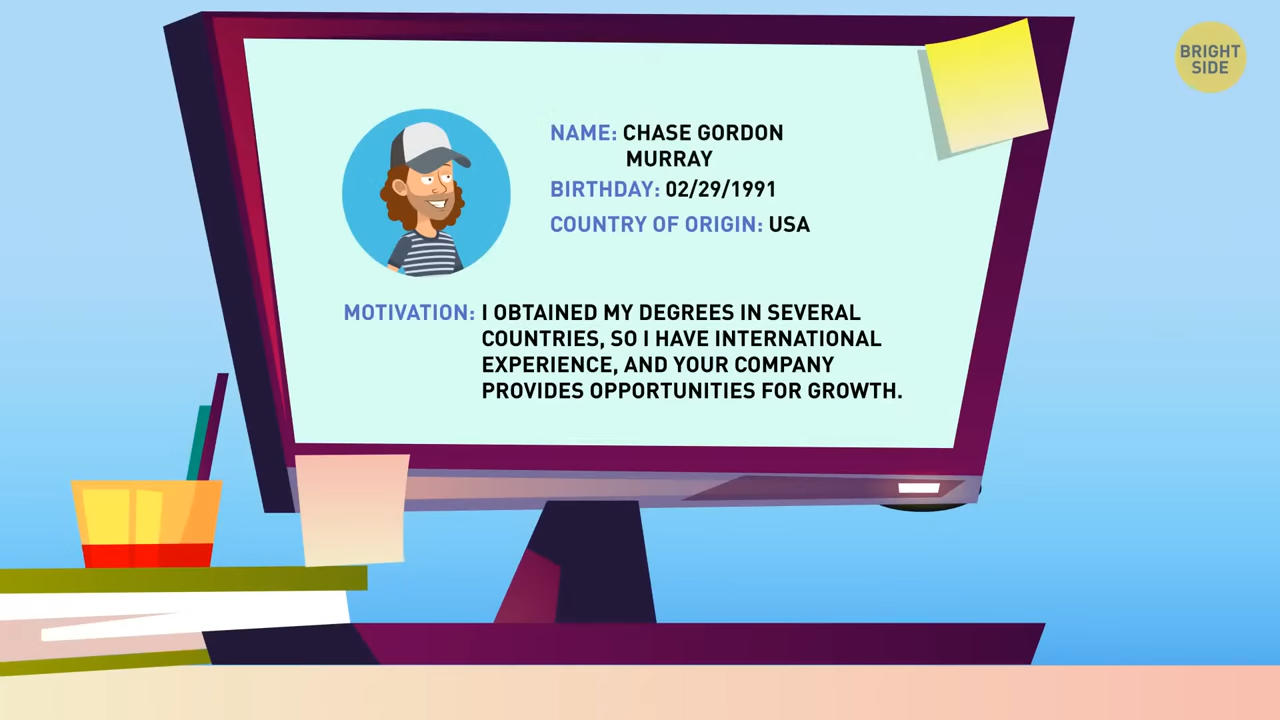 BRIGHT
SIDE
NAME: CHASE GORDON
MURRAY
BIRTHDAY: 02/29/1991
COUNTRY OF ORIGIN: USA
MOTIVATION: I OBTAINED MY DEGREES IN SEVERAL
COUNTRIES, SO I HAVE INTERNATIONAL
EXPERIENCE, AND YOUR COMPANY
PROVIDES OPPORTUNITIES FOR GROWTH.